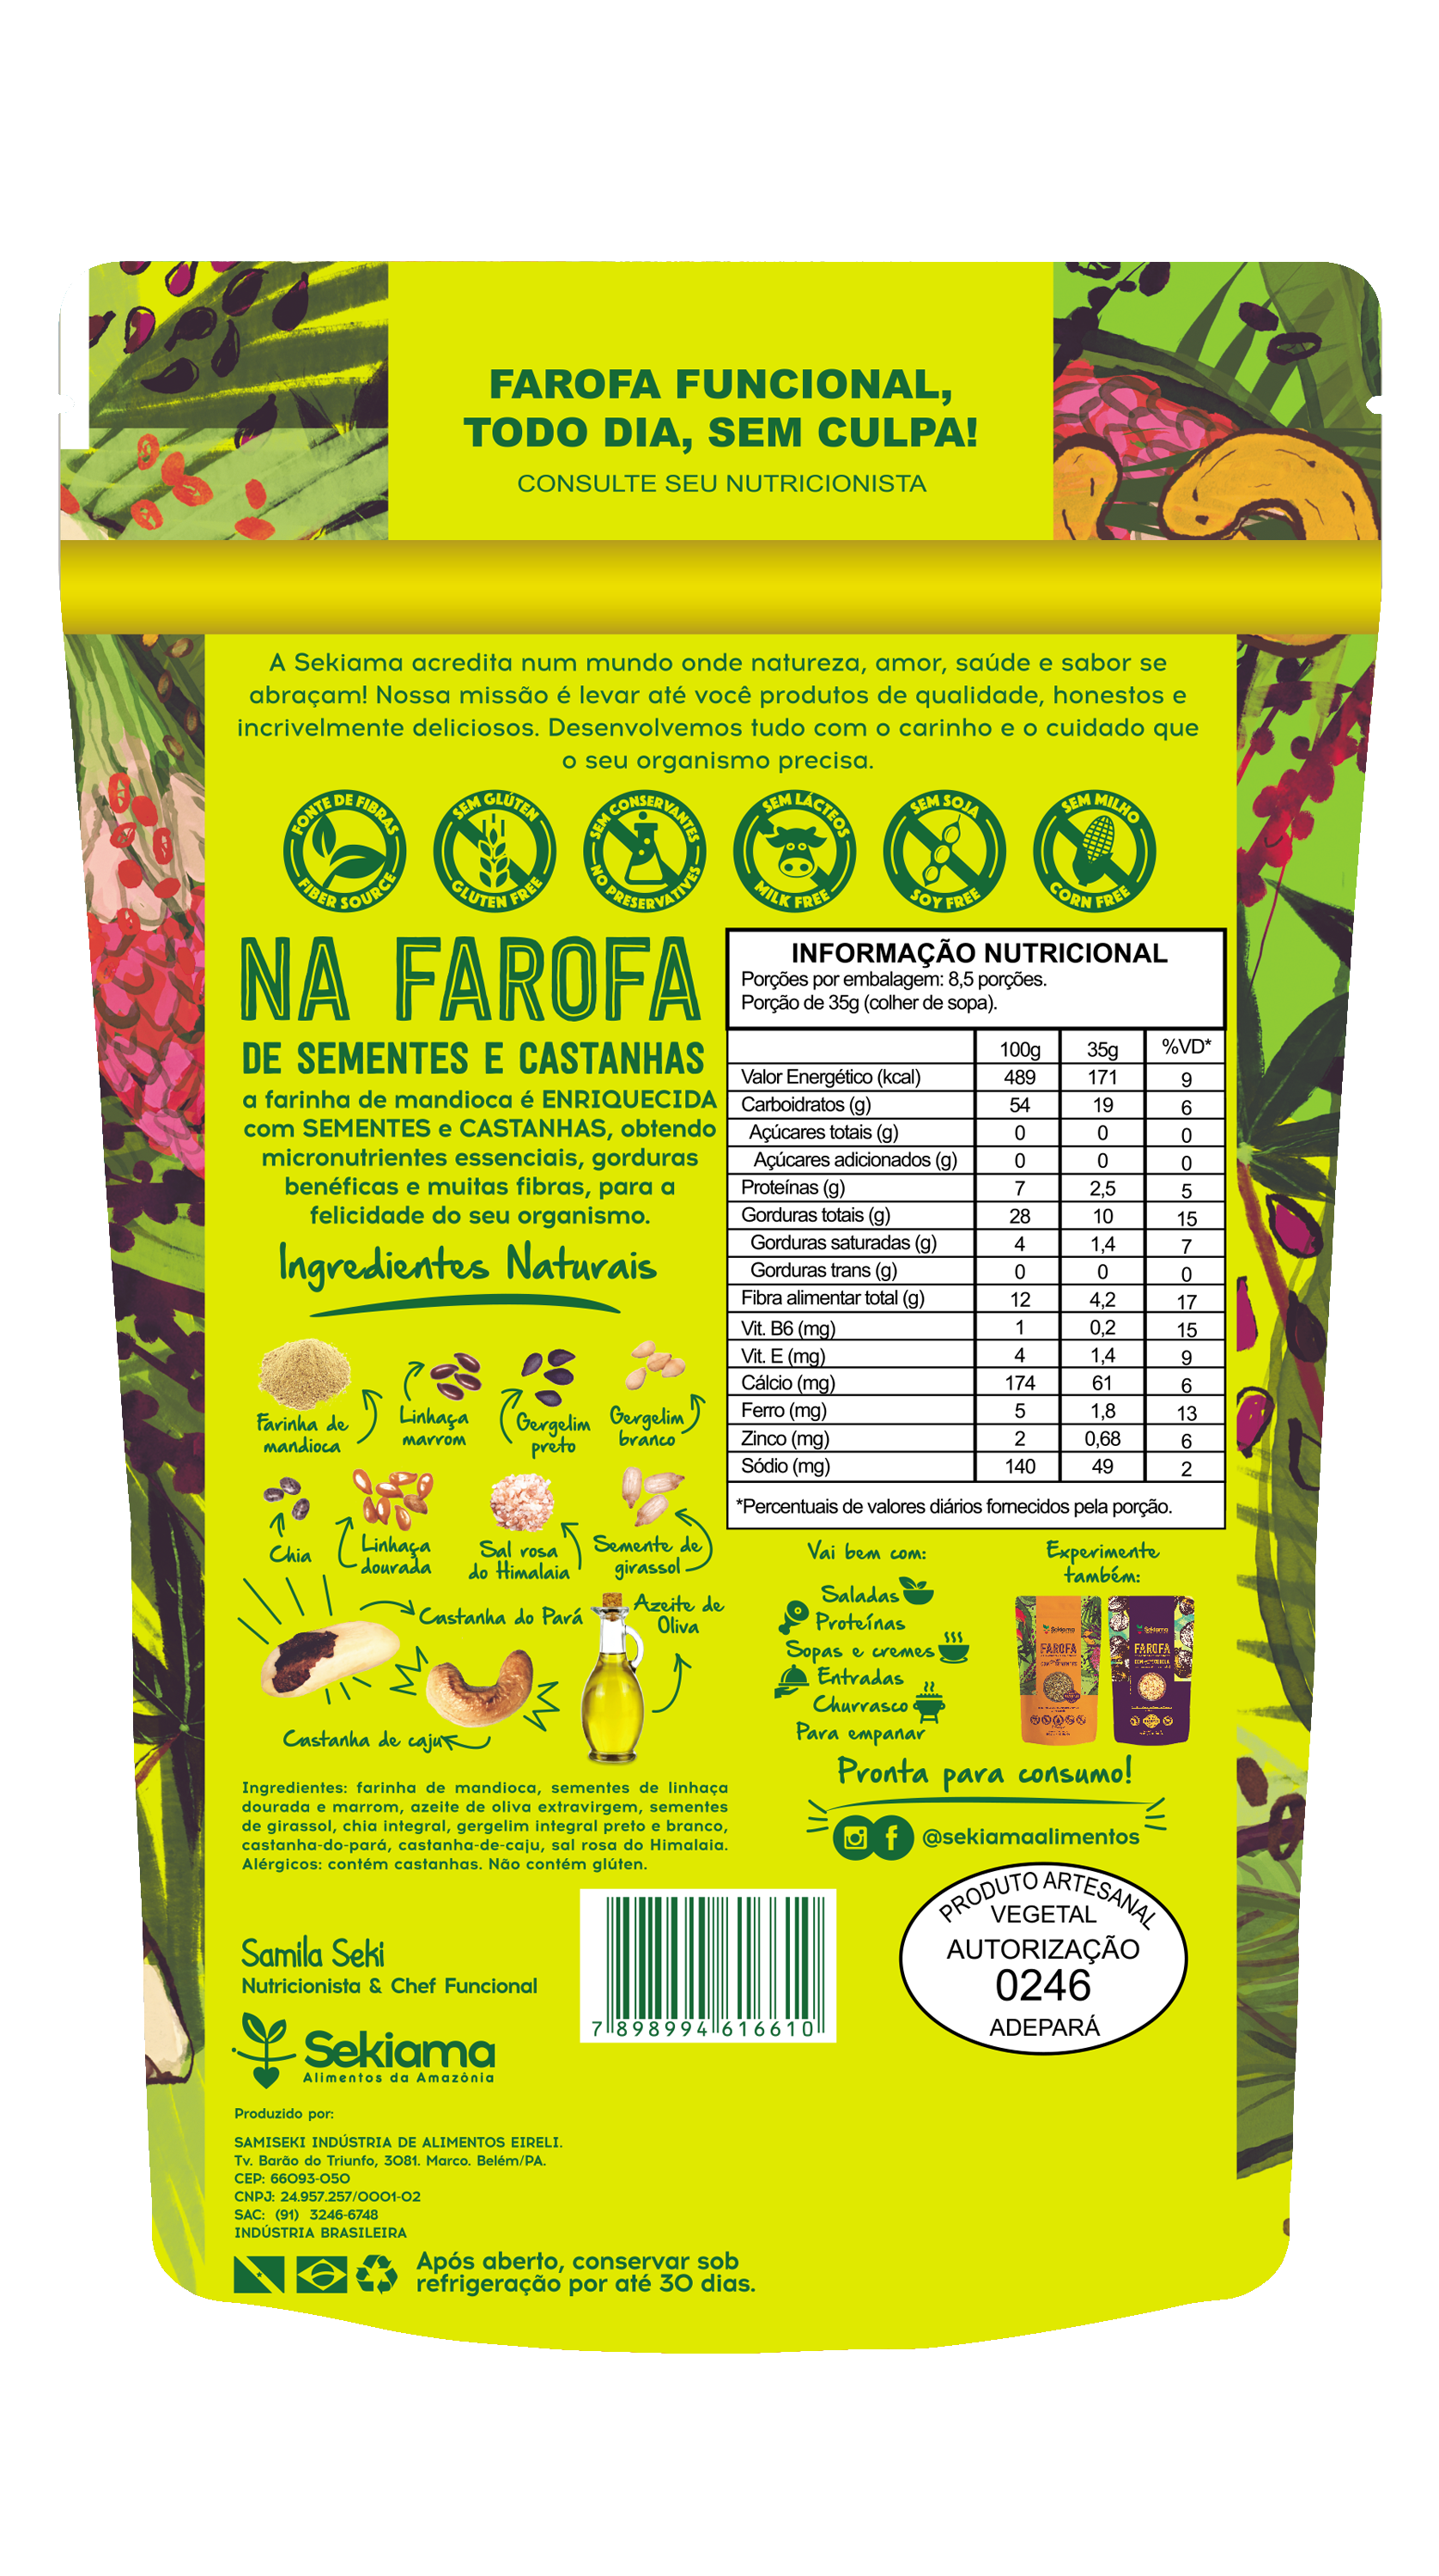 FAROFA FUNCIONAL,
TODO DIA, SEM CULPA!
CONSULTE SEU NUTRICIONISTA
A Sekiama acredita num mundo onde natureza, amor, saúde e sabor se
abraçam! Nossa missão é levar até você produtos de qualidade, honestos e
incrivelmente deliciosos. Desenvolvemos tudo com o carinho e o cuidado que
o seu organismo precisa.
FONTE DE FIBRAS
FIBER SOURCE
SEM GLÚTEN
GLUTEN FREE
SEM CONSERVANTES
NO PRESERVATIVES
SEM LÁCTEOS
MILK FREE
SEM SOJA
SOY FREE
SEM MILHO
CORN FREE
NA FAROFA
DE SEMENTES E CASTANHAS
a farinha de mandioca é ENRIQUECIDA
com SEMENTES e CASTANHAS, obtendo
micronutrientes essenciais, gorduras
benéficas e muitas fibras, para a
felicidade do seu organismo.
Ingredientes Naturais
Farinha de
mandioca
Linhaça
marrom
Gergelim
preto
Gergelim
branco
Chia
Linhaça
dourada
Sal rosa
do Himalaia
Semente de
girassol
Castanha do Pará
Azeite de
Oliva
Castanha de caju
Ingredientes: farinha de mandioca, sementes de linhaça
dourada e marrom, azeite de oliva extravirgem, sementes
de girassol, chia integral, gergelim integral preto e branco,
castanha-do-pará, castanha-de-caju, sal rosa do Himalaia.
Alérgicos: contém castanhas. Não contém glúten.
INFORMAÇÃO NUTRICIONAL
Porções por embalagem: 8,5 porções.
Porção de 35g (colher de sopa).
100g 35g %VD*
Valor Energético (kcal) 489 171 9
Carboidratos (g) 54 19 6
Açúcares totais (g) 0 0 0
Açúcares adicionados (g) 0 0 0
Proteínas (g) 7 2,5 5
Gorduras totais (g) 28 10 15
Gorduras saturadas (g) 4 1,4 7
Gorduras trans (g) 0 0 0
Fibra alimentar total (g) 12 4,2 17
Vit. B6 (mg) 1 0,2 15
Vit. E (mg) 4 1,4 9
Cálcio (mg) 174 61 6
Ferro (mg) 5 1,8 13
Zinco (mg) 2 0,68 6
Sódio (mg) 140 49 2
*Percentuais de valores diários fornecidos pela porção.
Vai bem com:
Saladas
Proteínas
Sopas e cremes
Entradas
Churrasco
Para empanar
Experimente
também:
Sekiama
FAROFA
Sekiama
FAROFA
Pronta para consumo!
@sekiamaalimentos
PRODUTO ARTESANAL
VEGETAL
AUTORIZAÇÃO
0246
ADEPARÁ
7 898994 616610
Samila Seki
Nutricionista & Chef Funcional
Sekiama
Alimentos da Amazônia
Produzido por:
SAMISEKI INDÚSTRIA DE ALIMENTOS EIRELI.
Tv. Barão do Triunfo, 3081. Marco. Belém/PA.
CEP: 66093-050
CNPJ: 24.957.257/0001-02
SAC: (91) 3246-6748
INDÚSTRIA BRASILEIRA
Após aberto, conservar sob
refrigeração por até 30 dias.